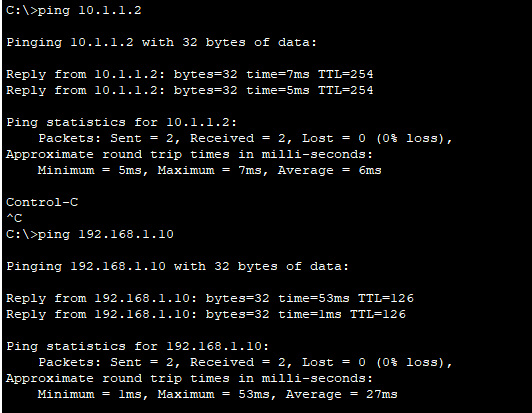 C:\>ping 10.1.1.2
Pinging 10.1.1.2 with 32 bytes of data:
Reply from 10.1.1.2: bytes=32 time=7ms TTL=254
Reply from 10.1.1.2: bytes=32 time=5ms TTL=254
Ping statistics for 10.1.1.2:
    Packets: Sent = 2, Received = 2, Lost = 0 (0% loss),
Approximate round trip times in milli-seconds:
    Minimum = 5ms, Maximum = 7ms, Average = 6ms
Control-C
^C
C:\>ping 192.168.1.10
Pinging 192.168.1.10 with 32 bytes of data:
Reply from 192.168.1.10: bytes=32 time=53ms TTL=126
Reply from 192.168.1.10: bytes=32 time=1ms TTL=126
Ping statistics for 192.168.1.10:
    Packets: Sent = 2, Received = 2, Lost = 0 (0% loss),
Approximate round trip times in milli-seconds:
    Minimum = 1ms, Maximum = 53ms, Average = 27ms